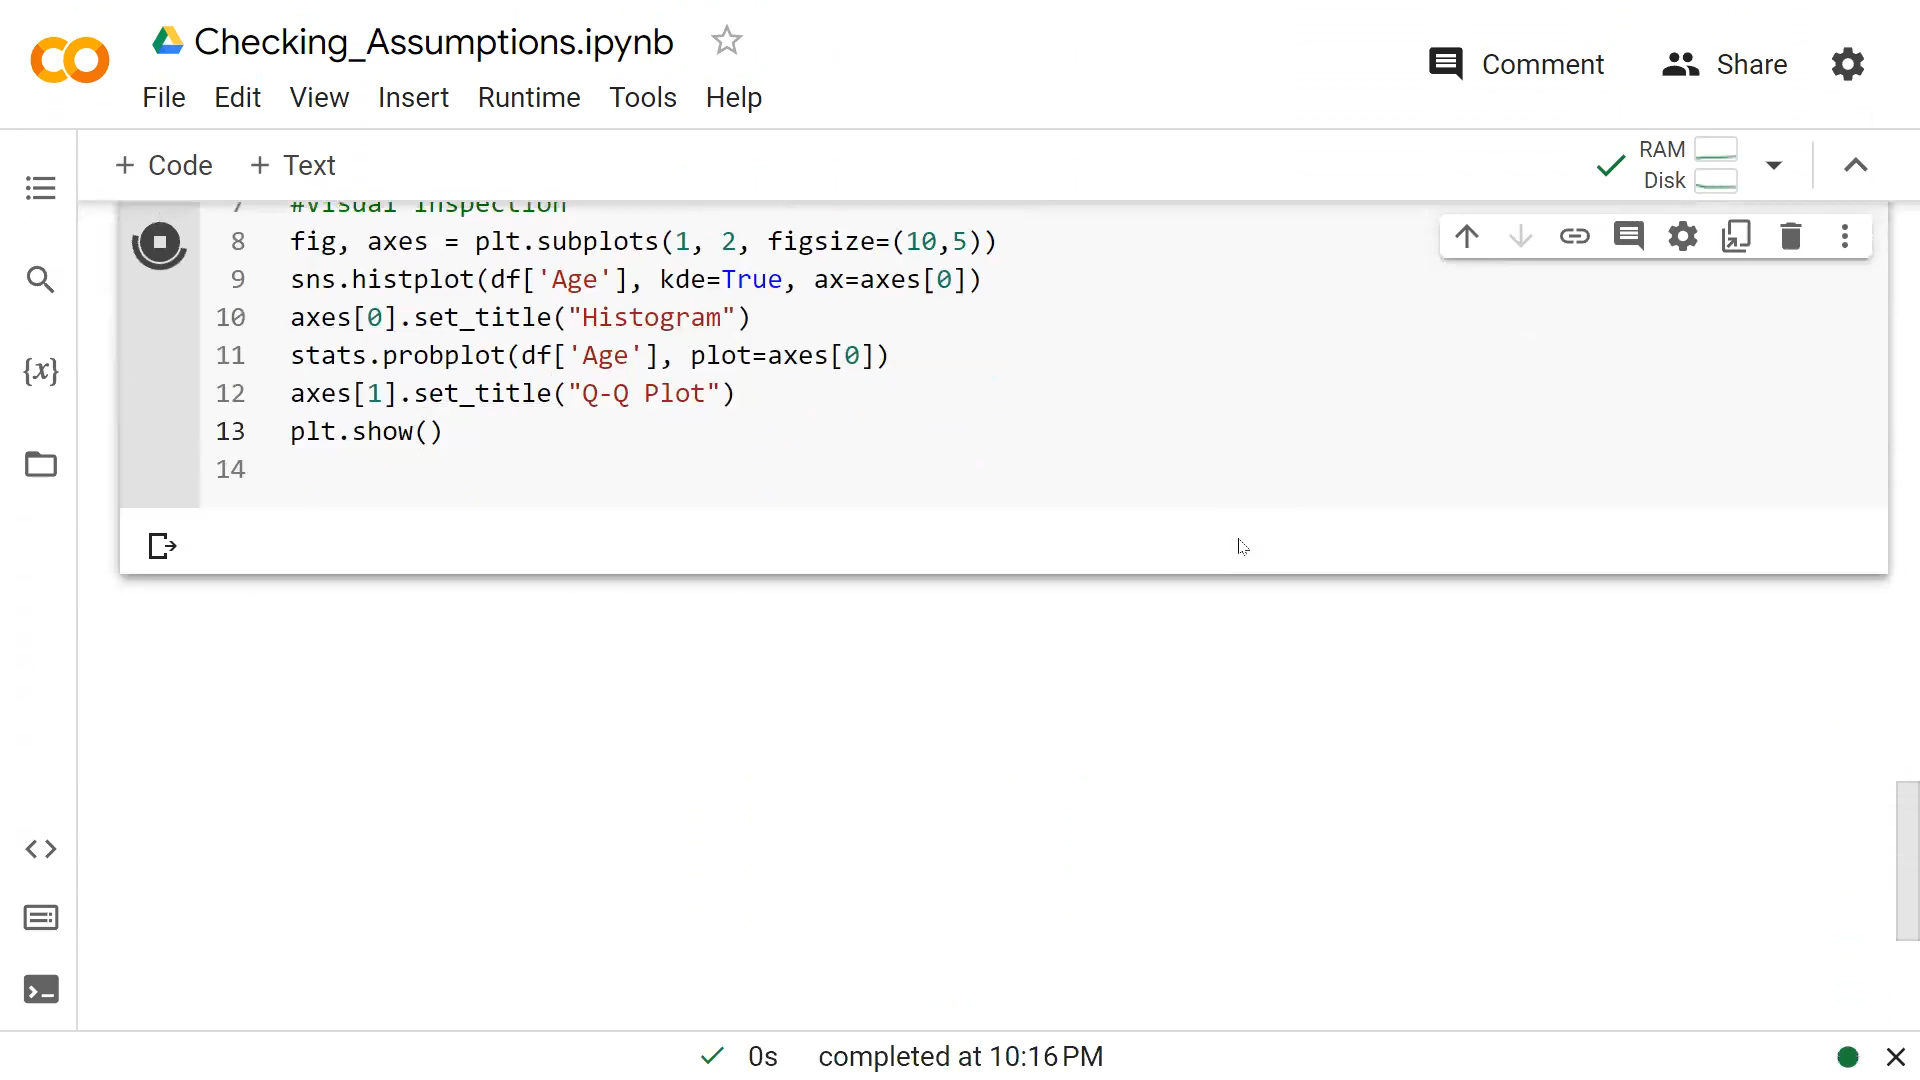 Checking_Assumptions.ipynb
Comment
Share
File Edit View Insert Runtime Tools Help
+ Code + Text
RAM
Disk
7 #Visual Inspection
8 fig, axes = plt.subplots(1, 2, figsize=(10,5))
9 sns.histplot(df['Age'], kde=True, ax=axes[0])
10 axes[0].set_title("Histogram")
11 stats.probplot(df['Age'], plot=axes[0])
12 axes[1].set_title("Q-Q Plot")
13 plt.show()
14
{x}
0s completed at 10:16 PM